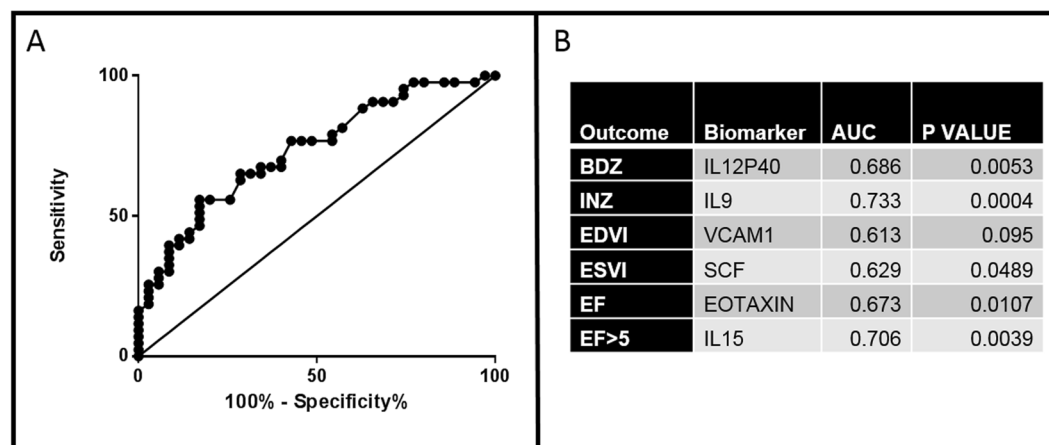 A
100
50
0
Sensitivity
0 50 100
100% - Specificity%
B
Outcome Biomarker AUC P VALUE
BDZ IL12P40 0.686 0.0053
INZ IL9 0.733 0.0004
EDVI VCAM1 0.613 0.095
ESVI SCF 0.629 0.0489
EF EOTAXIN 0.673 0.0107
EF>5 IL15 0.706 0.0039